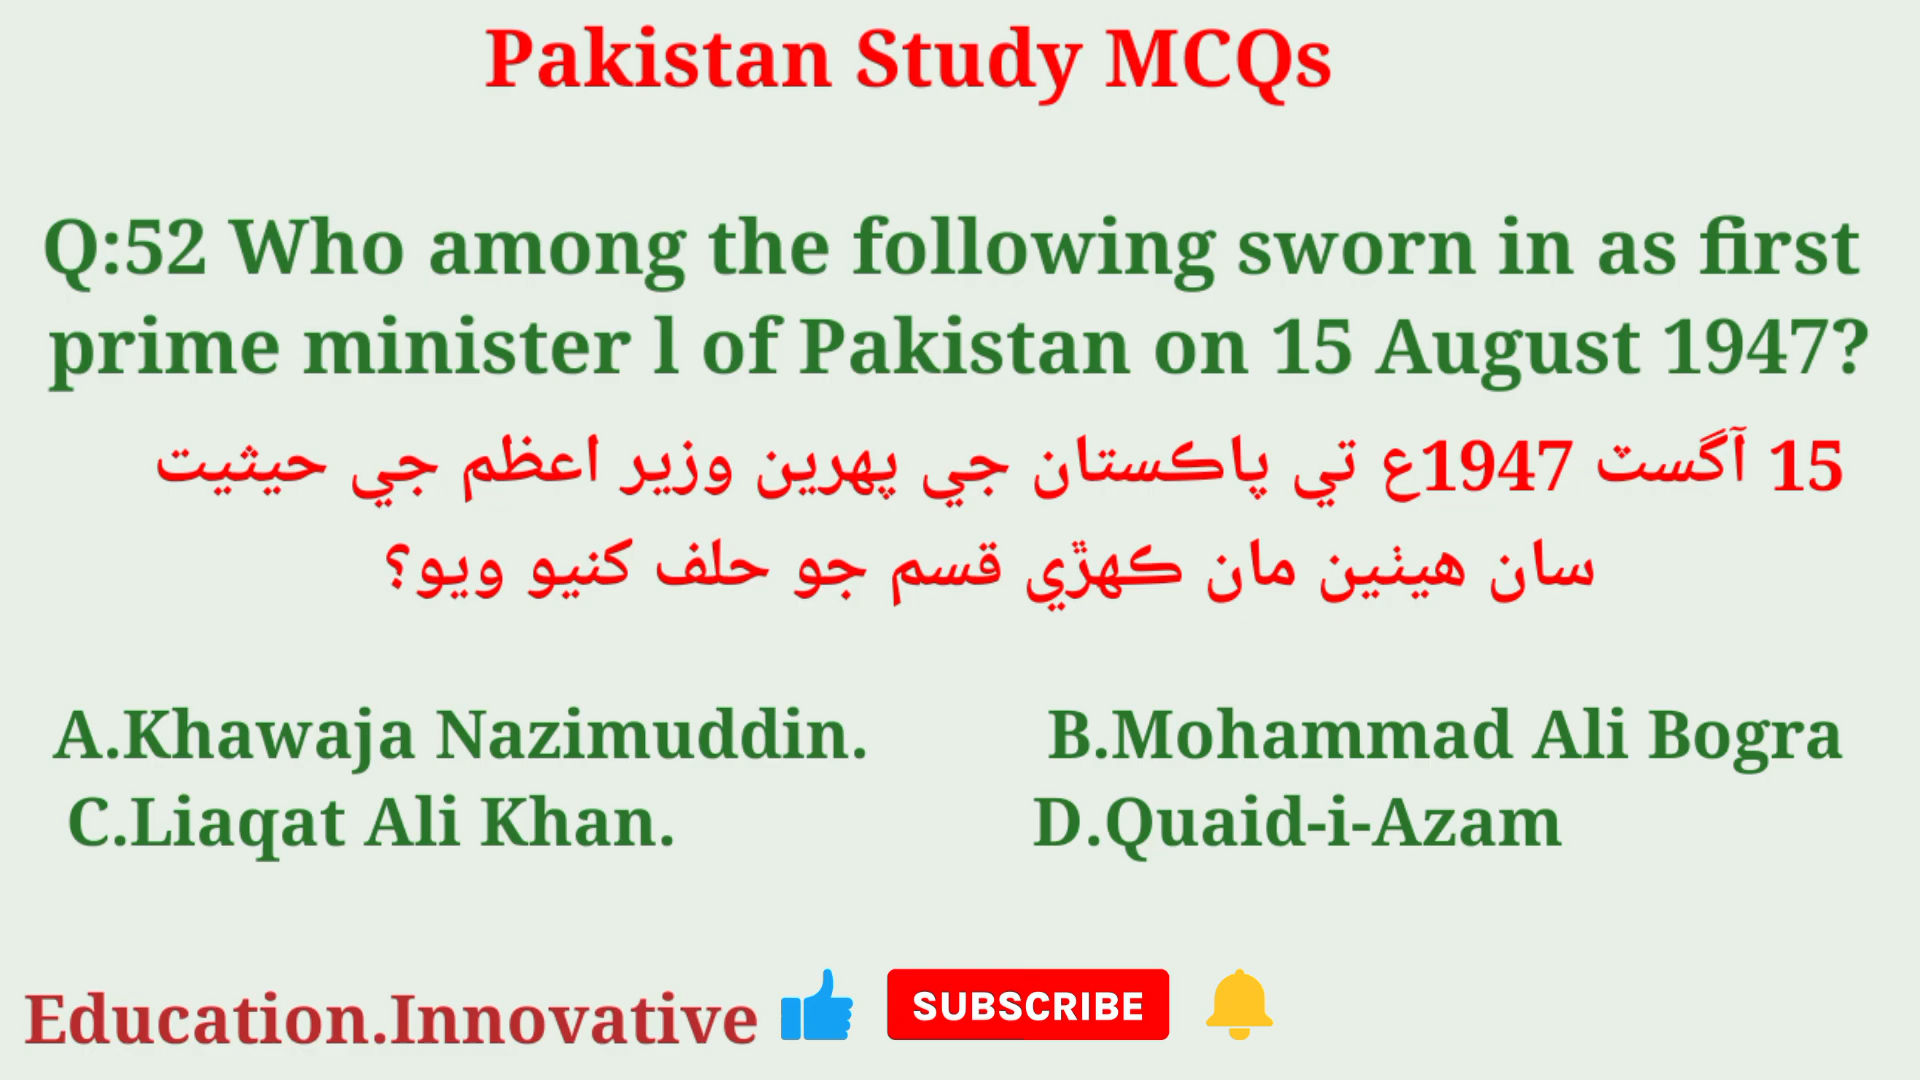 Pakistan Study MCQs
Q:52 Who among the following sworn in as first
prime minister l of Pakistan on 15 August 1947?
15 آگسٽ 1947ع تي پاڪستان جي پهرين وزير اعظم جي حيثيت
سان هيٺين مان ڪهڙي قسم جو حلف کنيو ويو؟
A.Khawaja Nazimuddin. B.Mohammad Ali Bogra
C.Liaqat Ali Khan. D.Quaid-i-Azam
Education.Innovative SUBSCRIBE